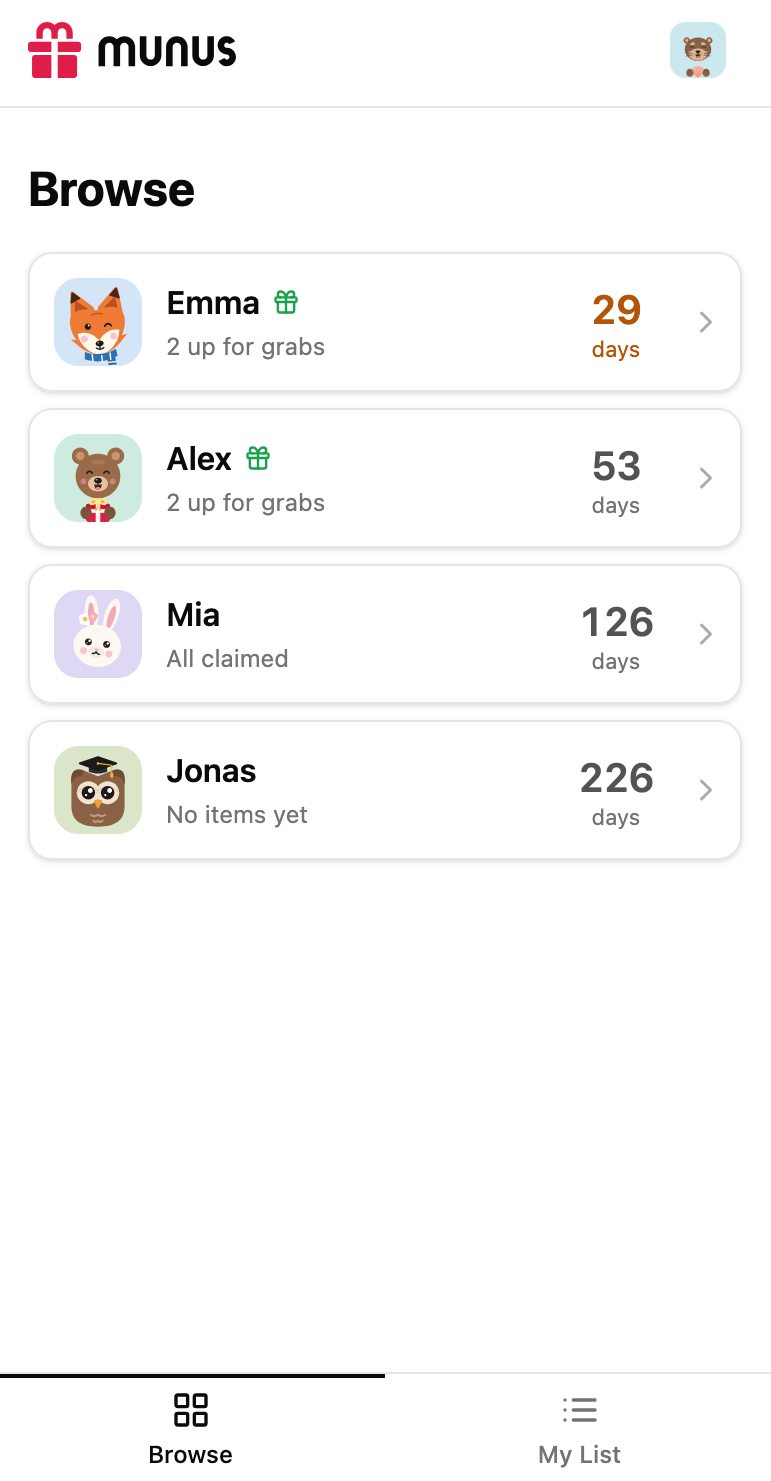 munus
Browse
Emma
2 up for grabs
29
days
Alex
2 up for grabs
53
days
Mia
All claimed
126
days
Jonas
No items yet
226
days
Browse
My List